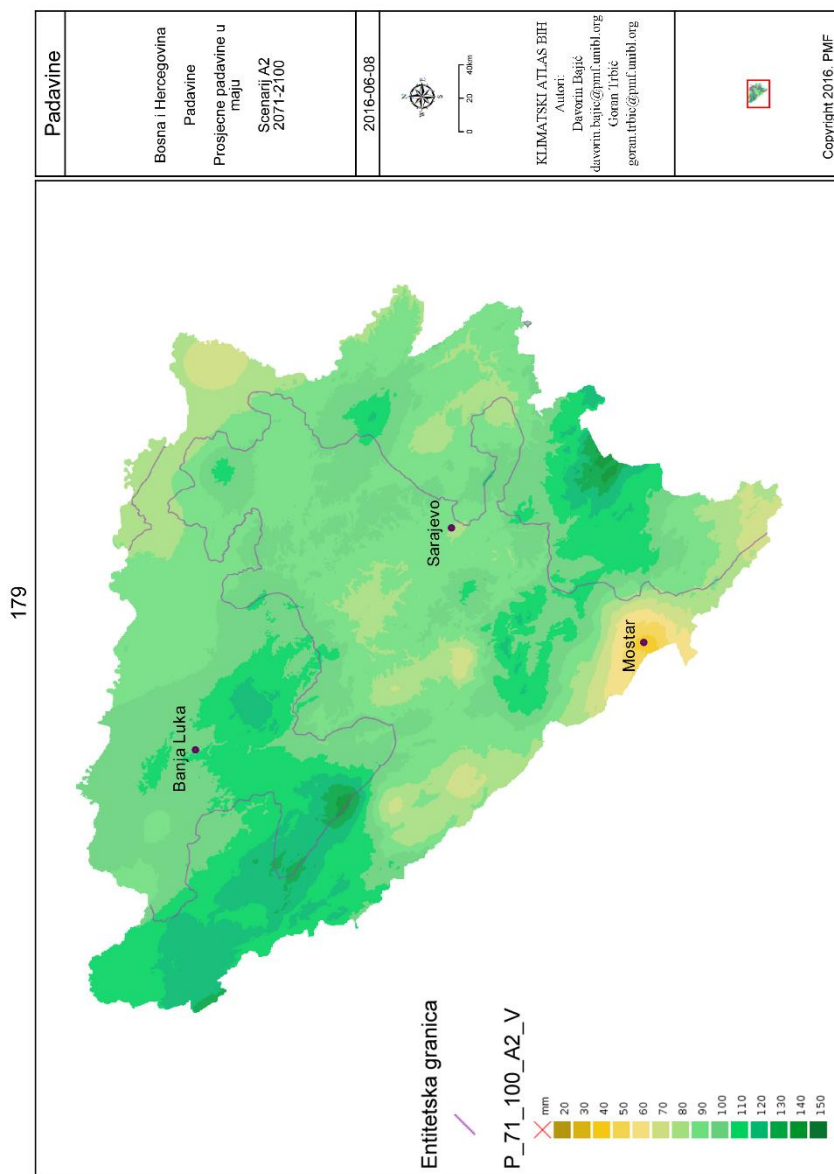 179
Padavine
Bosna i Hercegovina
Padavine
Prosjecne padavine u
maju
Scenarij A2
2071-2100
2016-06-08
N
W
E
S
0 20 40km
KLIMATSKI ATLAS BIH
Autori:
Davorin Bajić
davorin.bajic@pmf.unibl.org
Goran Trbić
goran.trbic@pmf.unibl.org
Copyright 2016. PMF
Banja Luka
Sarajevo
Mostar
Entitetska granica
P_71_100_A2_V
mm
20
30
40
50
60
70
80
90
100
110
120
130
140
150